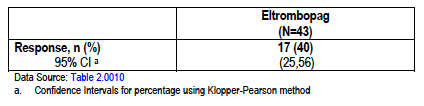 Eltrombopag
(N=43)
Response, n (%) 17 (40)
95% CI a (25,56)
Data Source: Table 2.0010
a. Confidence Intervals for percentage using Klopper-Pearson method